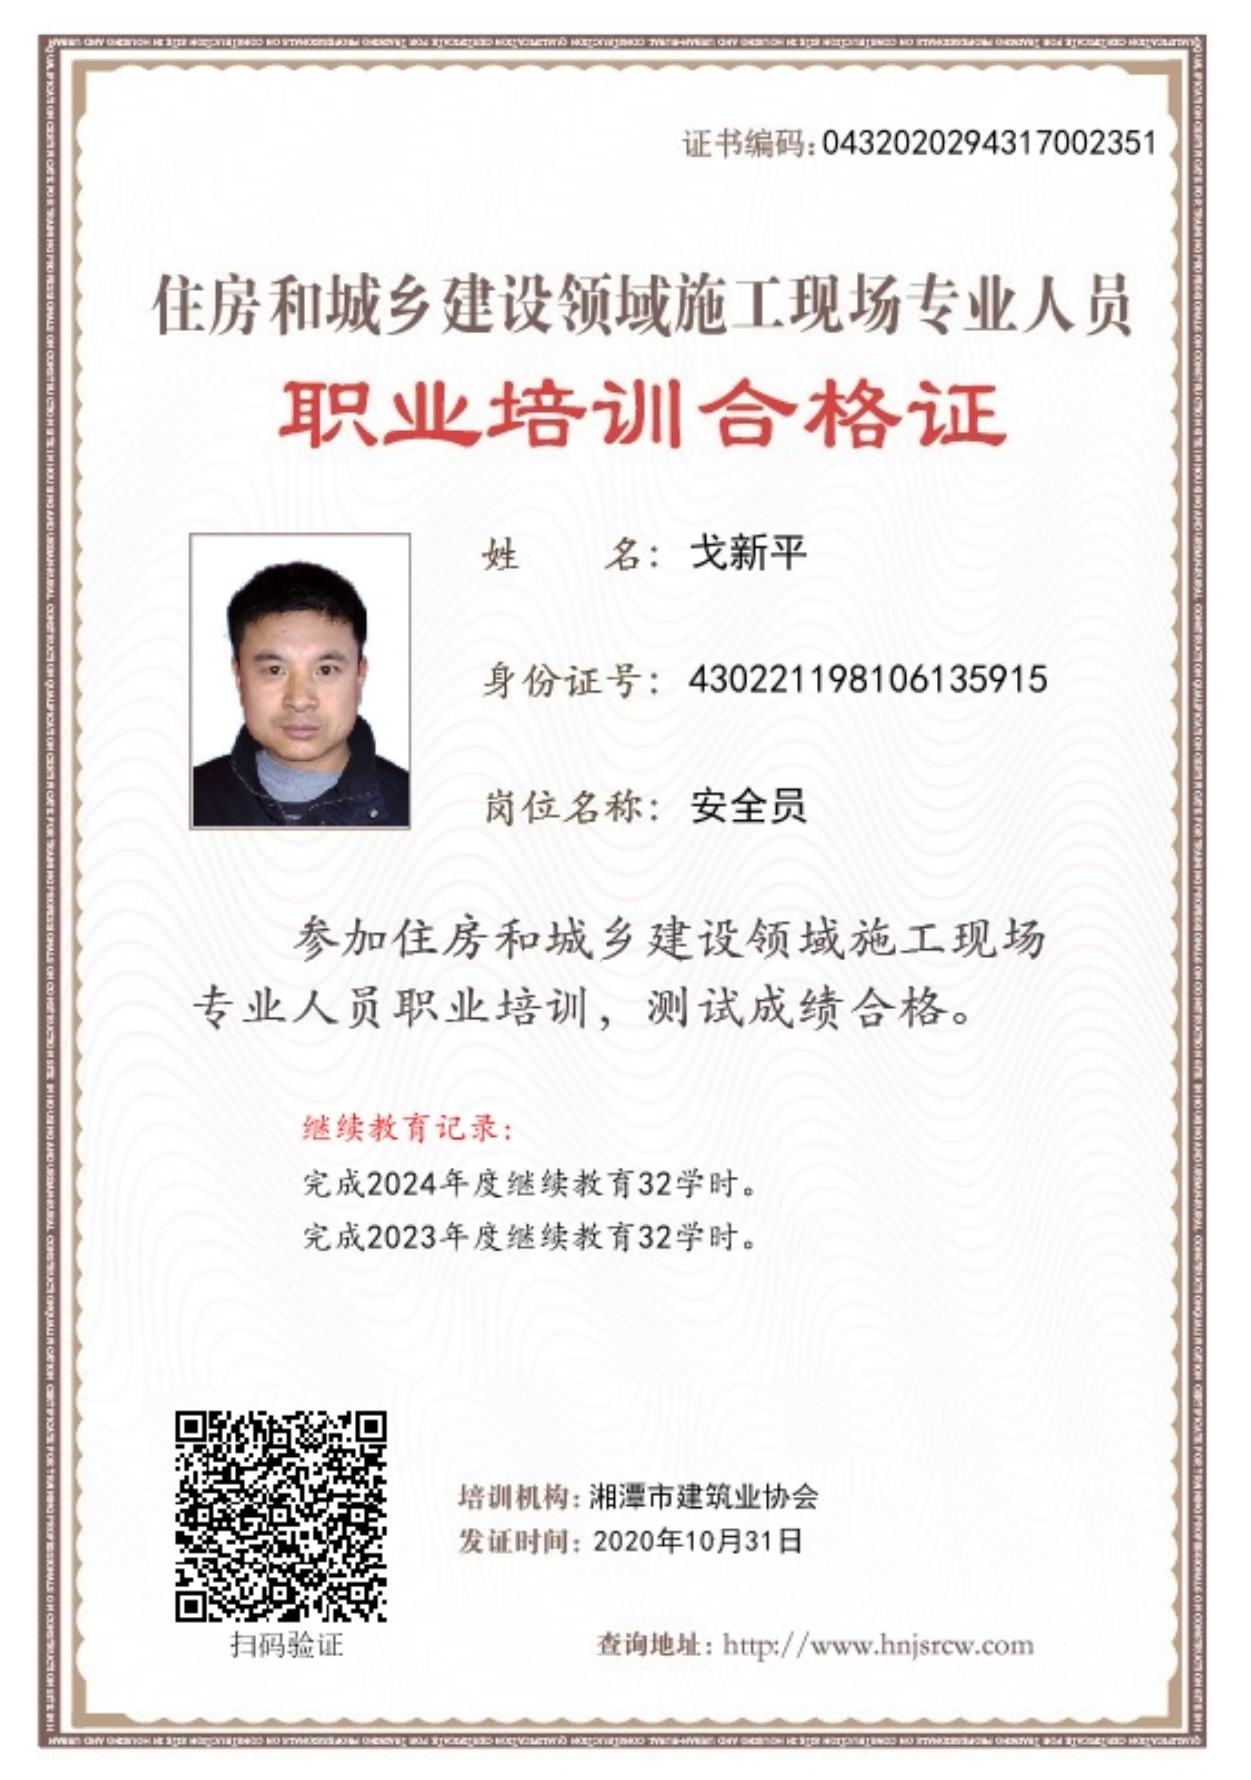 证书编码:0432020294317002351
住房和城乡建设领域施工现场专业人员
职业培训合格证
姓 名： 戈新平
身份证号： 430221198106135915
岗位名称： 安全员
参加住房和城乡建设领域施工现场
专业人员职业培训，测试成绩合格。
继续教育记录:
完成2024年度继续教育32学时。
完成2023年度继续教育32学时。
培训机构: 湘潭市建筑业协会
发证时间: 2020年10月31日
扫码验证
查询地址: http://www.hnjsrcw.com